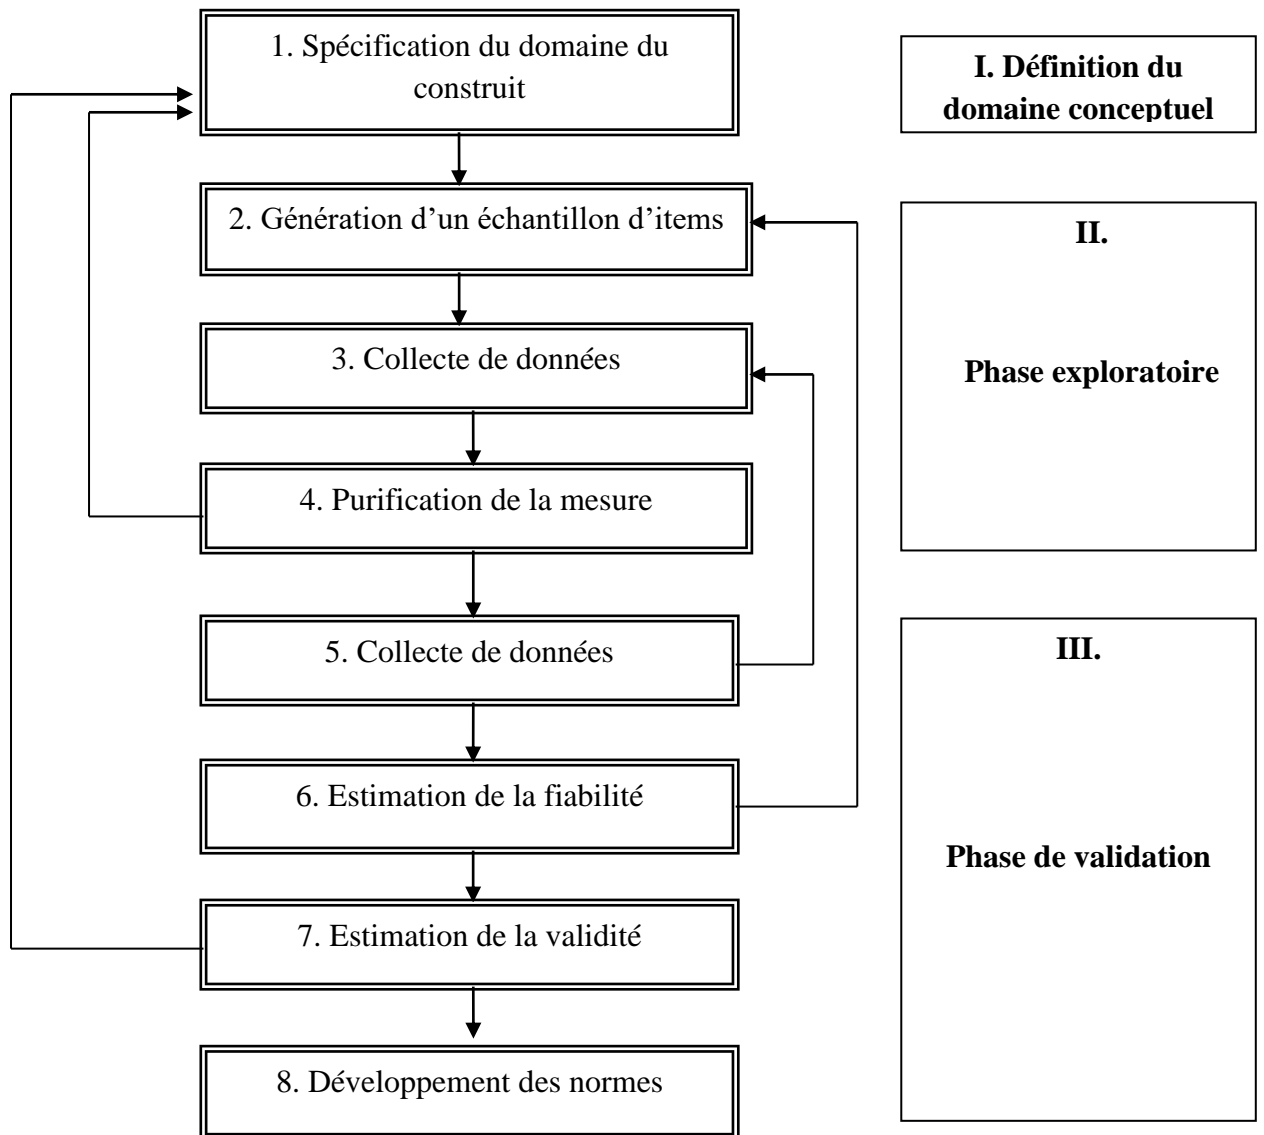 1. Spécification du domaine du
construit
I. Définition du
domaine conceptuel
2. Génération d’un échantillon d’items
II.
3. Collecte de données
Phase exploratoire
4. Purification de la mesure
5. Collecte de données
III.
6. Estimation de la fiabilité
Phase de validation
7. Estimation de la validité
8. Développement des normes